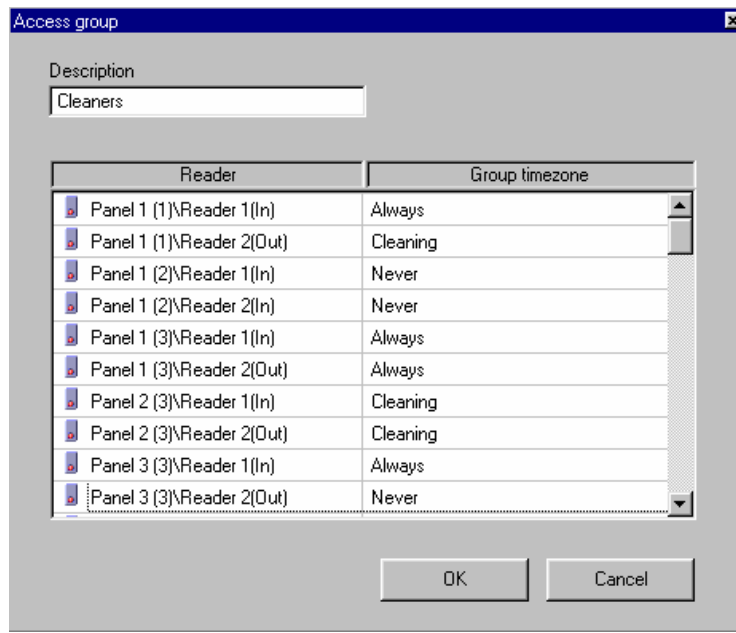 Access group
Description
Cleaners
Reader Group timezone
Panel 1 (1)\Reader 1(In) Always
Panel 1 (1)\Reader 2(Out) Cleaning
Panel 1 (2)\Reader 1(In) Never
Panel 1 (2)\Reader 2(In) Never
Panel 1 (3)\Reader 1(In) Always
Panel 1 (3)\Reader 2(Out) Always
Panel 2 (3)\Reader 1(In) Cleaning
Panel 2 (3)\Reader 2(Out) Cleaning
Panel 3 (3)\Reader 1(In) Always
Panel 3 (3)\Reader 2(Out) Never
OK Cancel